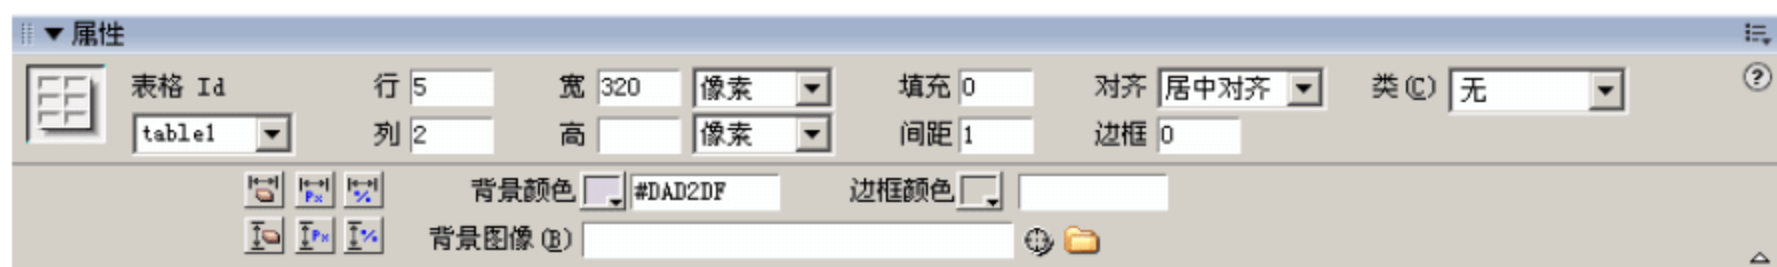 属性
表格 Id 行 5 宽 320 像素 填充 0 对齐 居中对齐 类(C) 无
table1 列 2 高 像素 间距 1 边框 0
背景颜色 #DAD2DF 边框颜色
背景图像(B)